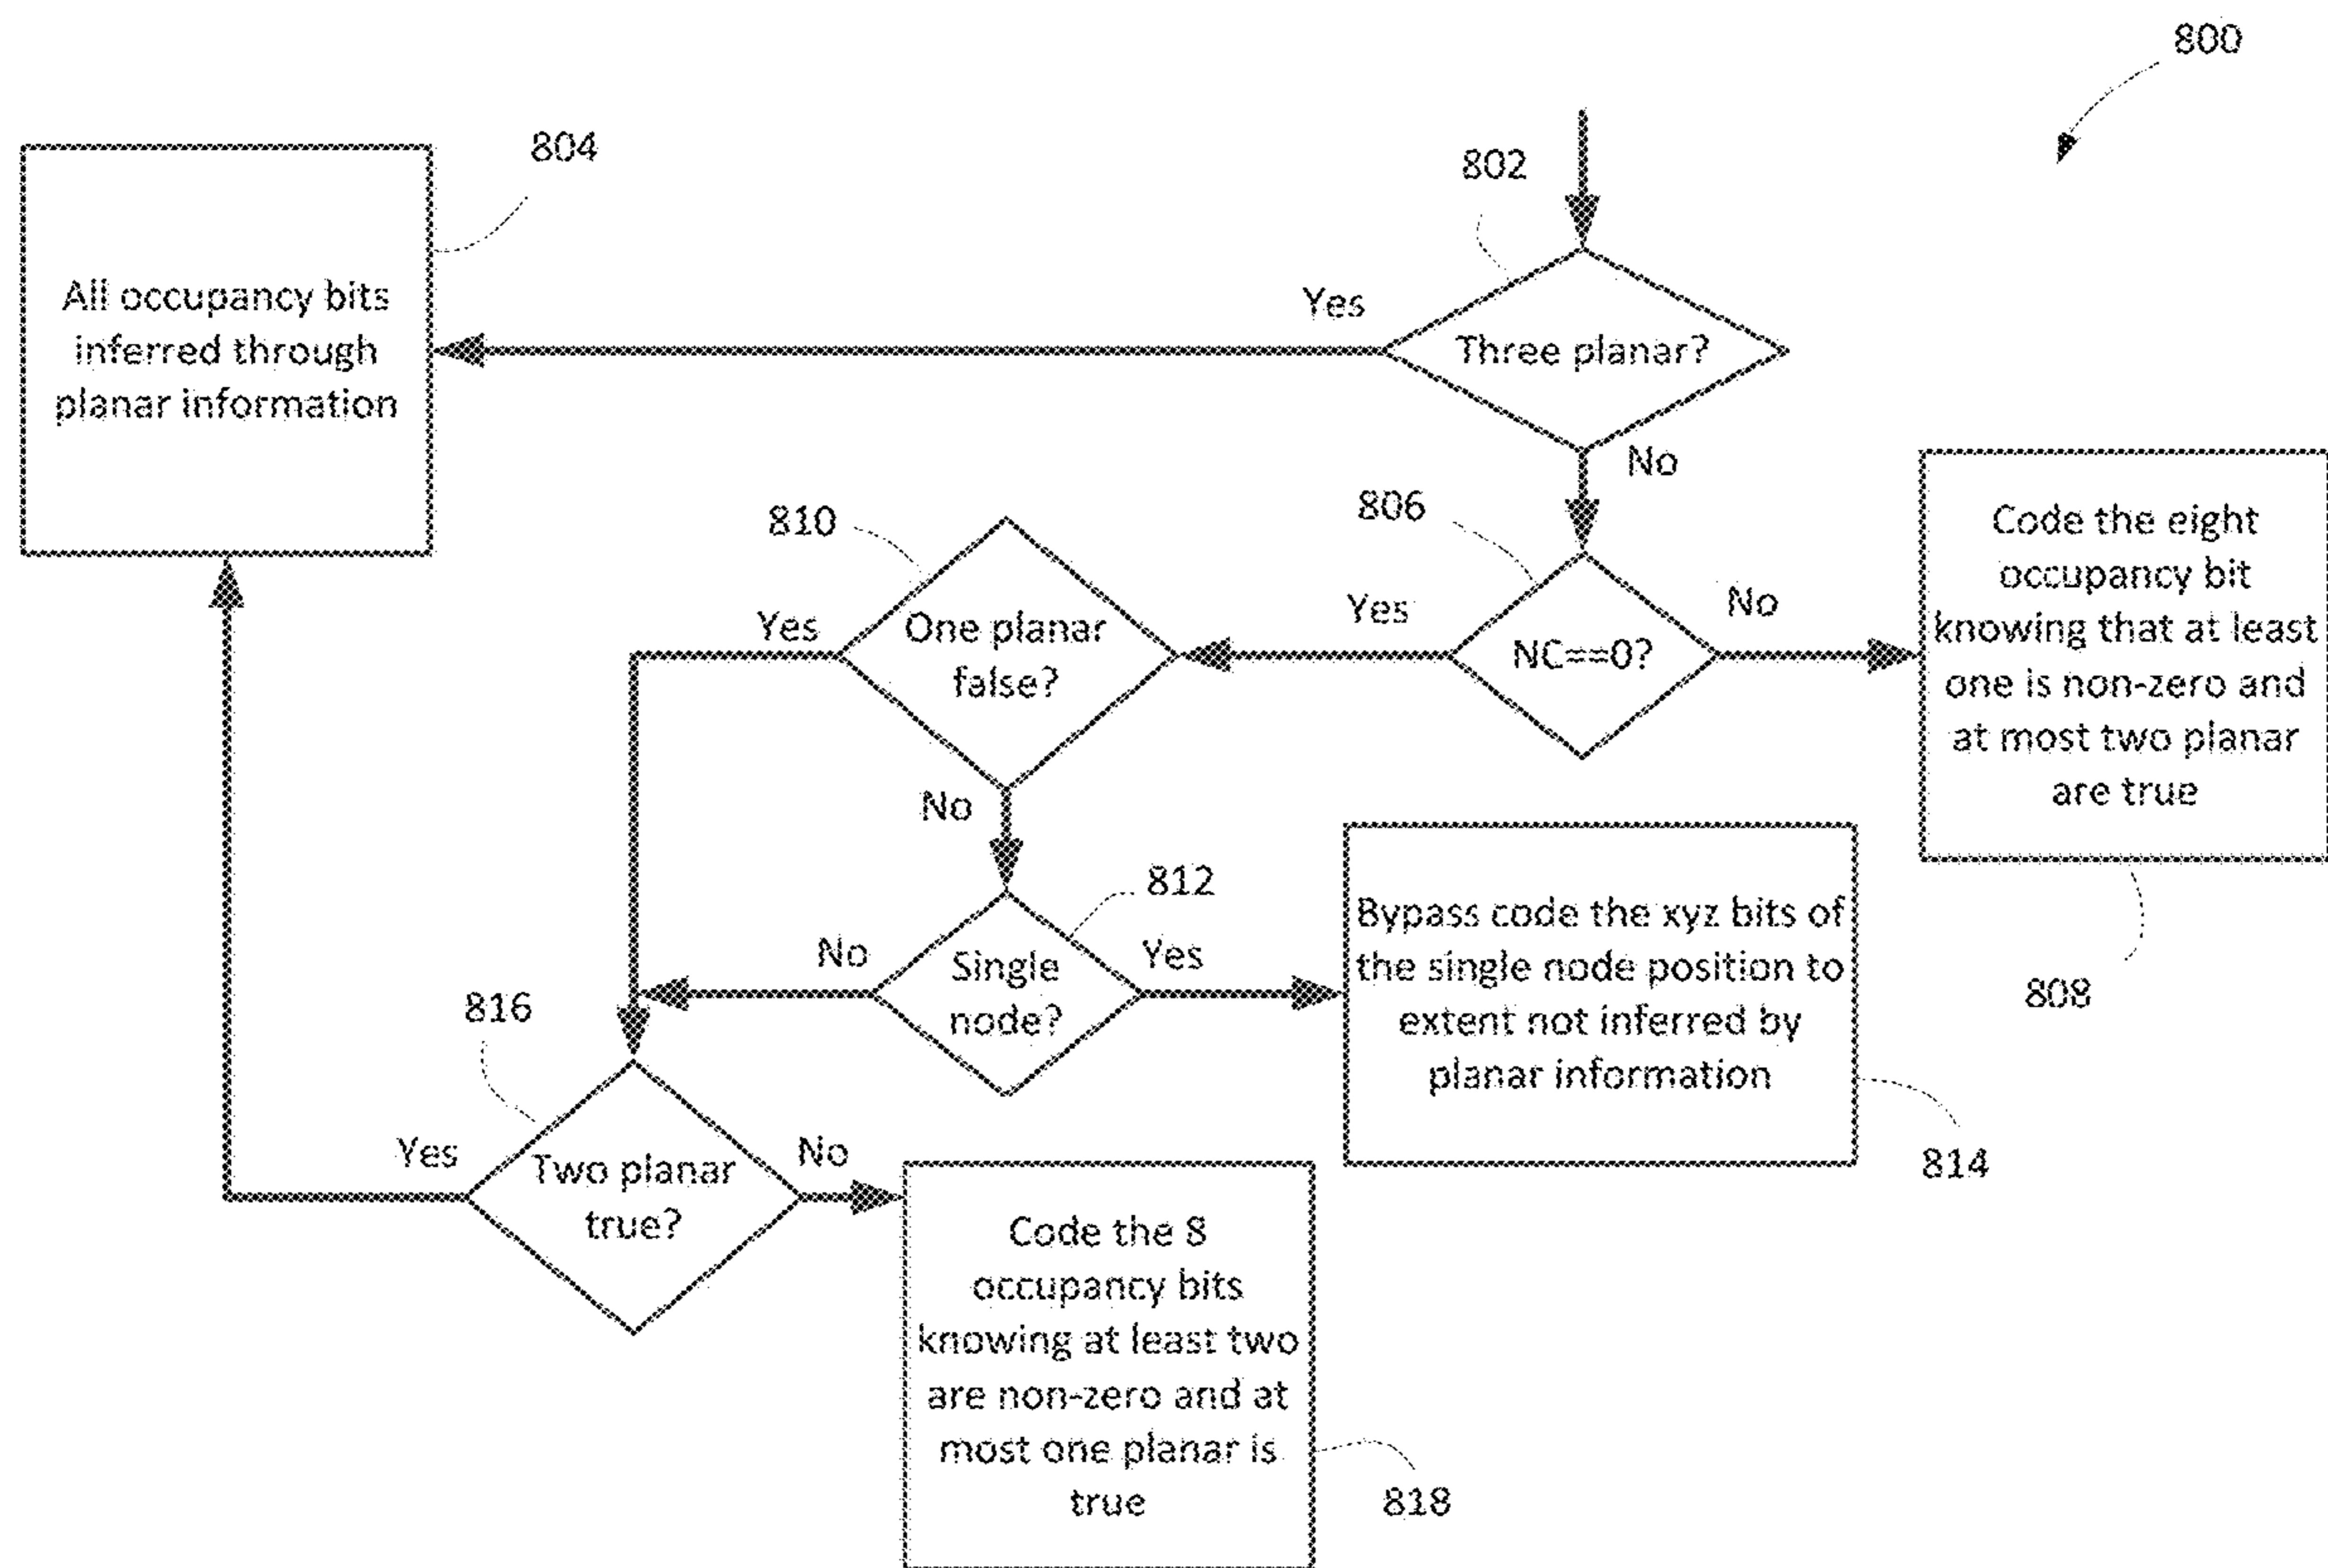 800
804
802
All occupancy bits
inferred through
planar information
Yes
Three planar?
No
810
806
Code the eight
occupancy bit
knowing that at least
one is non-zero and
at most two planar
are true
Yes
One planar
false?
Yes
NC==0?
No
No
812
808
No
Single
node?
Yes
Bypass code the xyz bits of
the single node position to
extent not inferred by
planar information
814
816
Yes
Two planar
true?
No
Code the 8
occupancy bits
knowing at least two
are non-zero and at
most one planar is
true
818